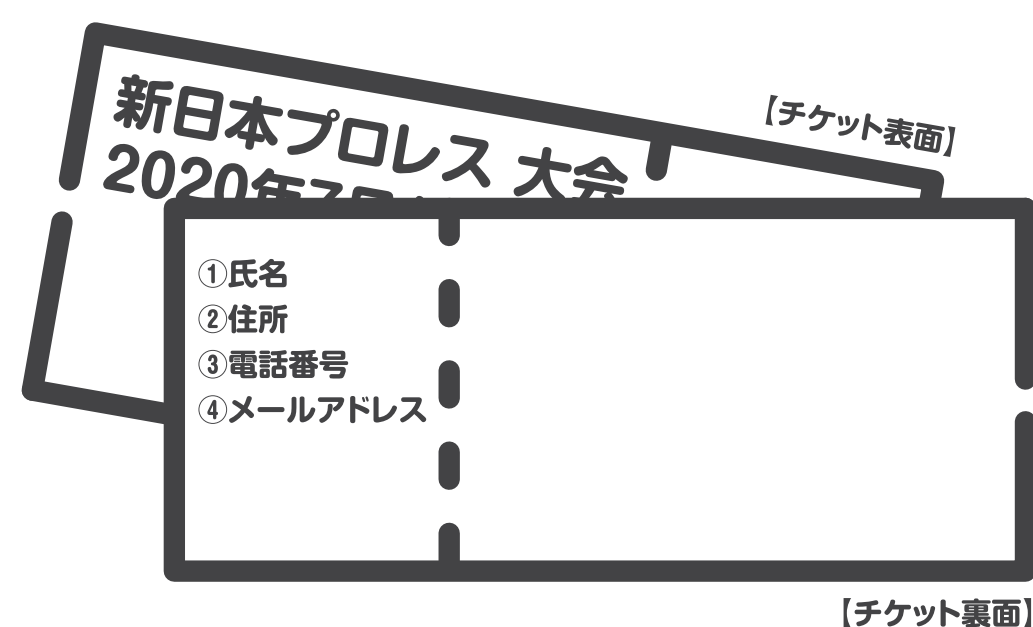 【チケット表面】
新日本プロレス 大会
2020年7月
①氏名
②住所
③電話番号
④メールアドレス
【チケット裏面】